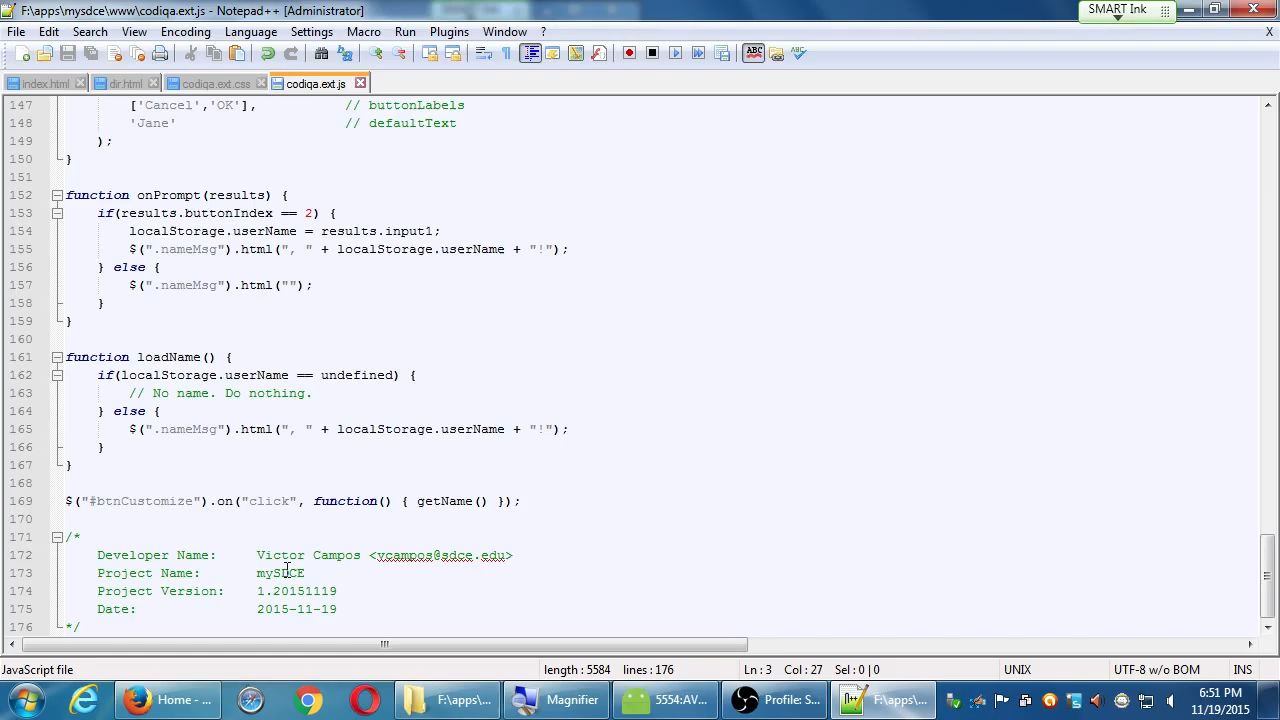 F:\apps\mysdce\www\codiqa.ext.js - Notepad++ [Administrator]
SMART Ink
File Edit Search View Encoding Language Settings Macro Run Plugins Window ? X
ABC ABC
index.html dir.html codiqa.ext.css codiqa.ext.js
147 ['Cancel','OK'], // buttonLabels
148 'Jane' // defaultText
149 );
150 }
151
152 function onPrompt(results) {
153 if(results.buttonIndex == 2) {
154 localStorage.userName = results.input1;
155 $(".nameMsg").html(", " + localStorage.userName + "!");
156 } else {
157 $(".nameMsg").html("");
158 }
159 }
160
161 function loadName() {
162 if(localStorage.userName == undefined) {
163 // No name. Do nothing.
164 } else {
165 $(".nameMsg").html(", " + localStorage.userName + "!");
166 }
167 }
168
169 $("#btnCustomize").on("click", function() { getName() });
170
171 /*
172 Developer Name: Victor Campos <vcampos@sdce.edu>
173 Project Name: mySDCE
174 Project Version: 1.20151119
175 Date: 2015-11-19
176 */
JavaScript file length : 5584 lines : 176 Ln : 3 Col : 27 Sel : 0 | 0 UNIX UTF-8 w/o BOM INS
Home - ... F:\apps\... Magnifier 5554:AV... Profile: S... F:\apps\... 6:51 PM
11/19/2015